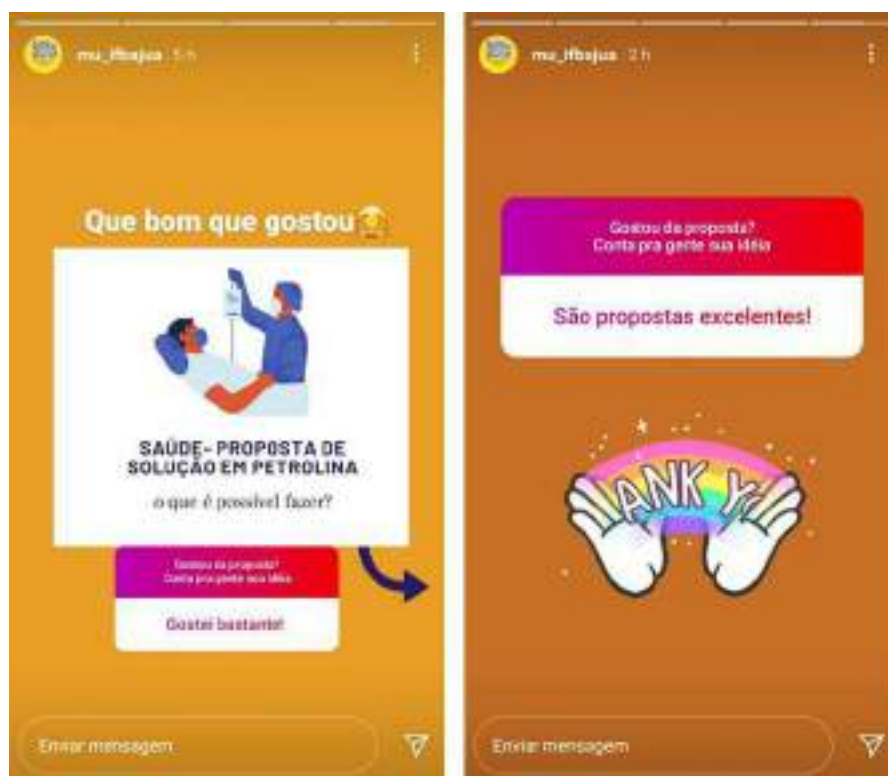 mu_ifbajua 5 h
Que bom que gostou
SAÚDE- PROPOSTA DE
SOLUÇÃO EM PETROLINA
o que é possível fazer?
Gostou da proposta?
Conta pra gente sua idéia
Gostei bastante!
Enviar mensagem
mu_ifbajua 2 h
Gostou da proposta?
Conta pra gente sua idéia
São propostas excelentes!
ANK Y
Enviar mensagem